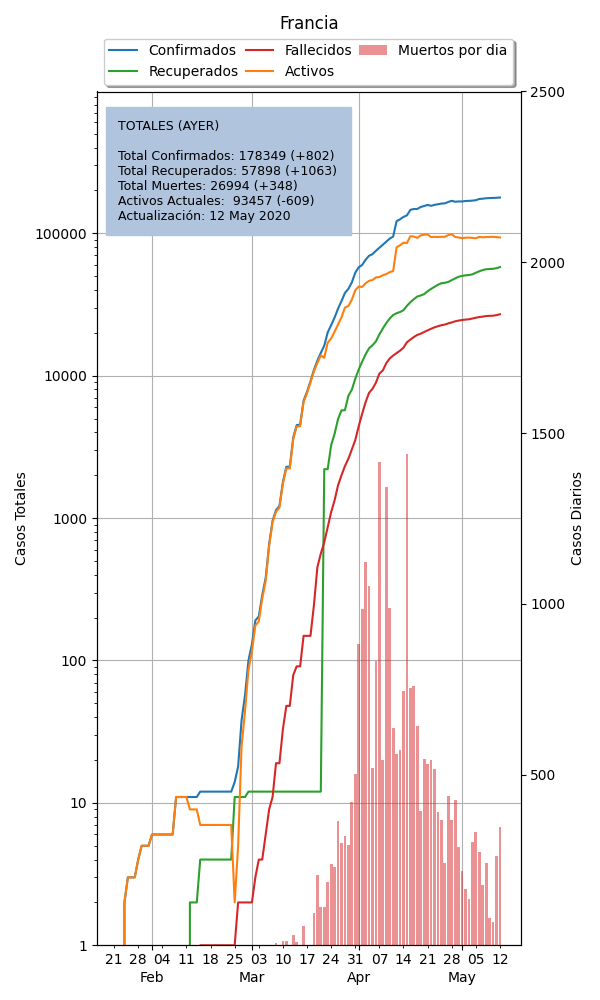 Francia
Confirmados
Recuperados
Fallecidos
Activos
Muertos por dia
TOTALES (AYER)
Total Confirmados: 178349 (+802)
Total Recuperados: 57898 (+1063)
Total Muertes: 26994 (+348)
Activos Actuales:  93457 (-609)
Actualización: 12 May 2020
Casos Totales
100000
10000
1000
100
10
1
2500
2000
1500
1000
500
Casos Diarios
21 28 04 11 18 25 03 10 17 24 31 07 14 21 28 05 12
Feb Mar Apr May